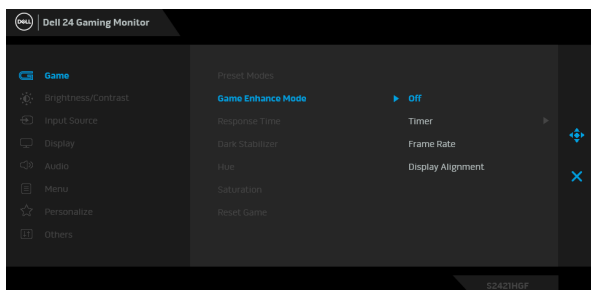 DELL Dell 24 Gaming Monitor
Game
Brightness/Contrast
Input Source
Display
Audio
Menu
Personalize
Others
Preset Modes
Game Enhance Mode
Response Time
Dark Stabilizer
Hue
Saturation
Reset Game
Off
Timer
Frame Rate
Display Alignment
S2421HGF